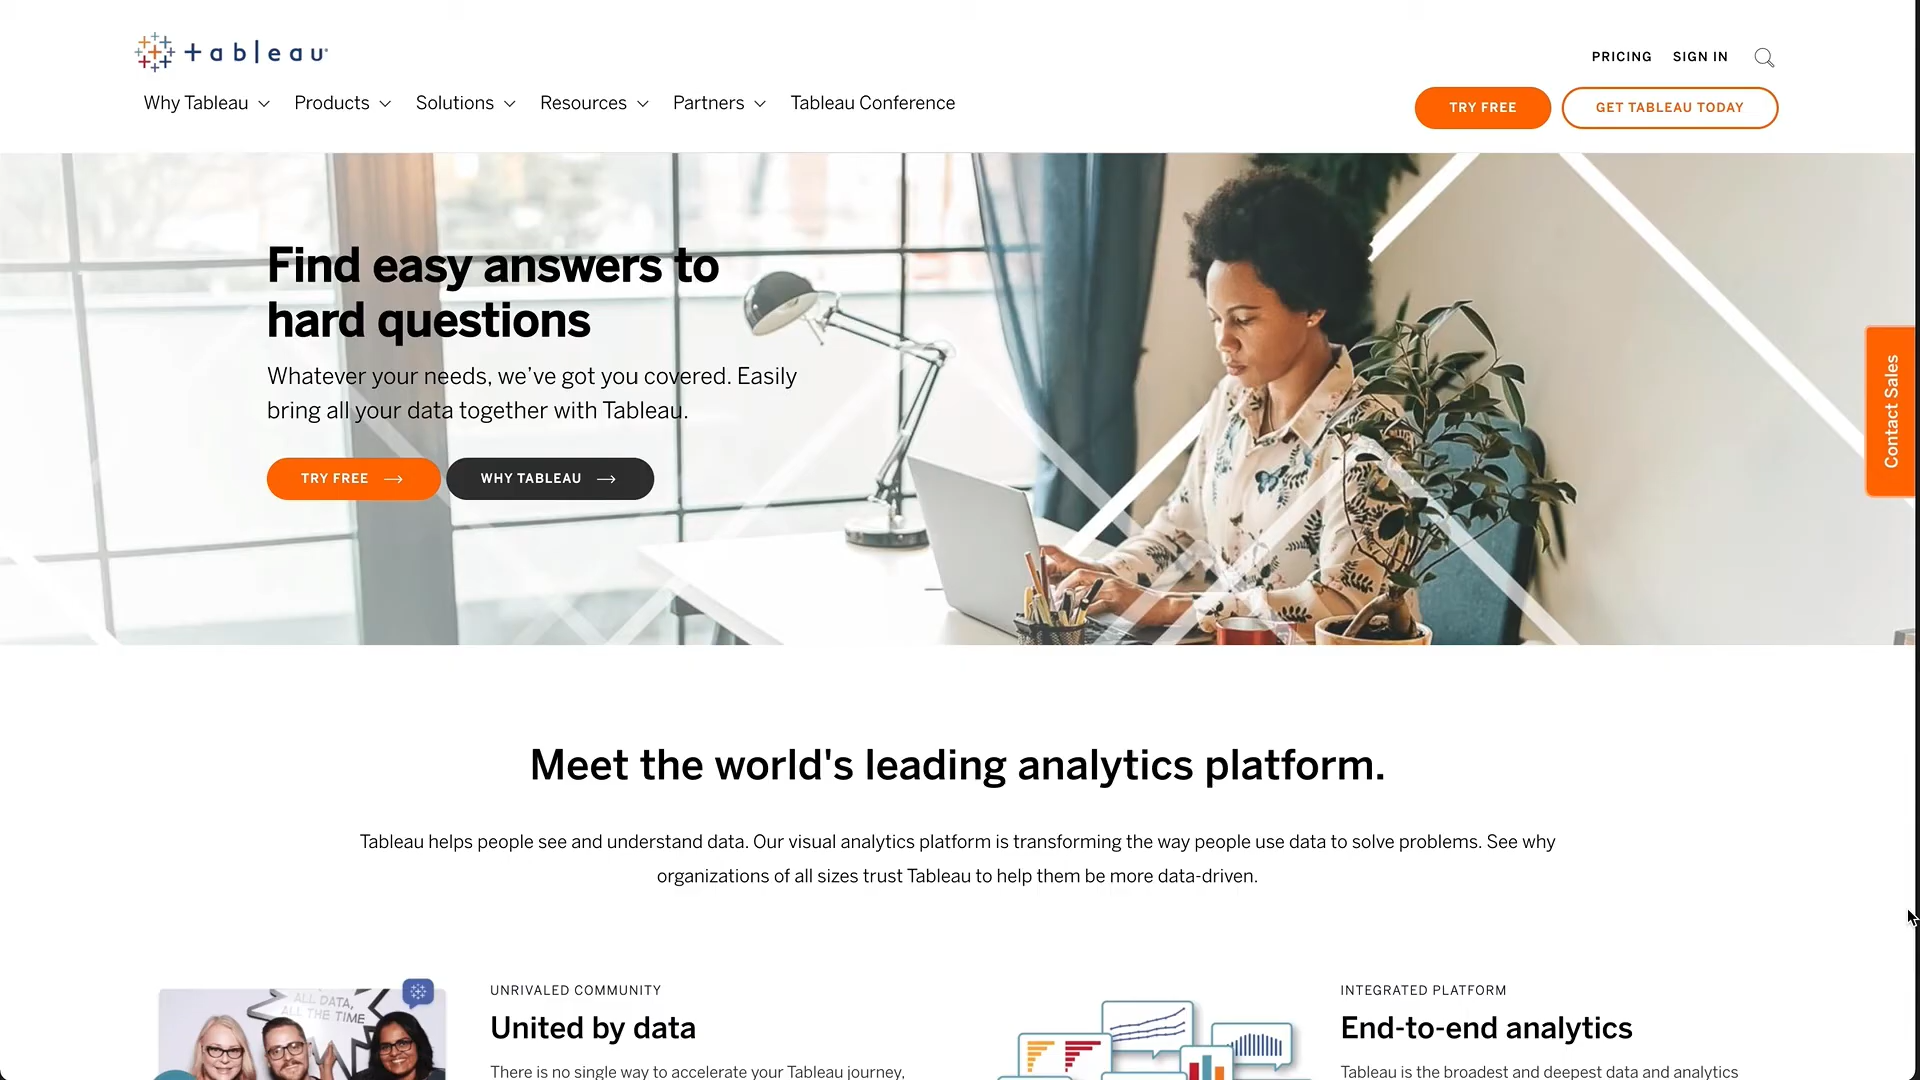 +ableau
PRICING
SIGN IN
Why Tableau
Products
Solutions
Resources
Partners
Tableau Conference
TRY FREE
GET TABLEAU TODAY
Find easy answers to
hard questions
Whatever your needs, we’ve got you covered. Easily
bring all your data together with Tableau.
TRY FREE
WHY TABLEAU
Contact Sales
Meet the world's leading analytics platform.
Tableau helps people see and understand data. Our visual analytics platform is transforming the way people use data to solve problems. See why
organizations of all sizes trust Tableau to help them be more data-driven.
ALL DATA,
ALL THE TIME
UNRIVALED COMMUNITY
United by data
There is no single way to accelerate your Tableau journey,
INTEGRATED PLATFORM
End-to-end analytics
Tableau is the broadest and deepest data and analytics